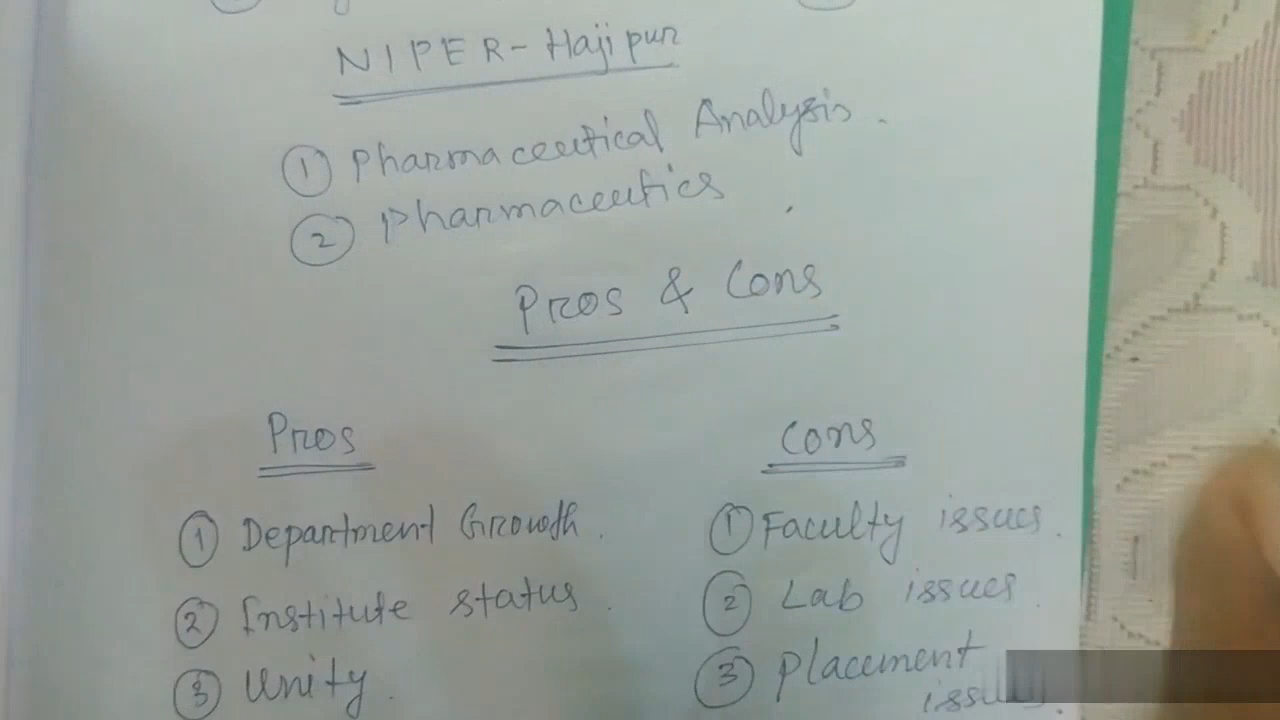 NIPER-Hajipur
① Pharmaceutical Analysis.
② Pharmaceutics.
Pros & Cons
Pros
① Department Growth.
② Institute status.
③ Unity.
Cons
① Faculty issues.
② Lab issues.
③ Placement
issues.